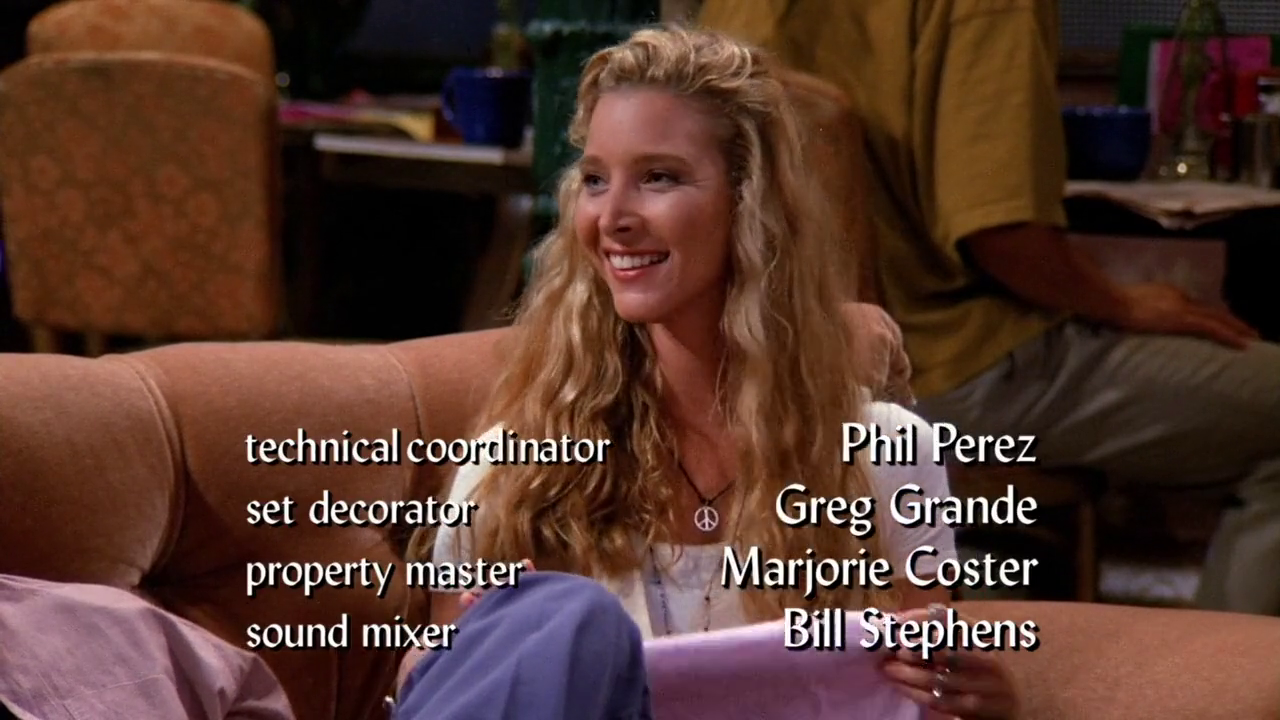 technical coordinator Phil Perez
set decorator Greg Grande
property master Marjorie Coster
sound mixer Bill Stephens